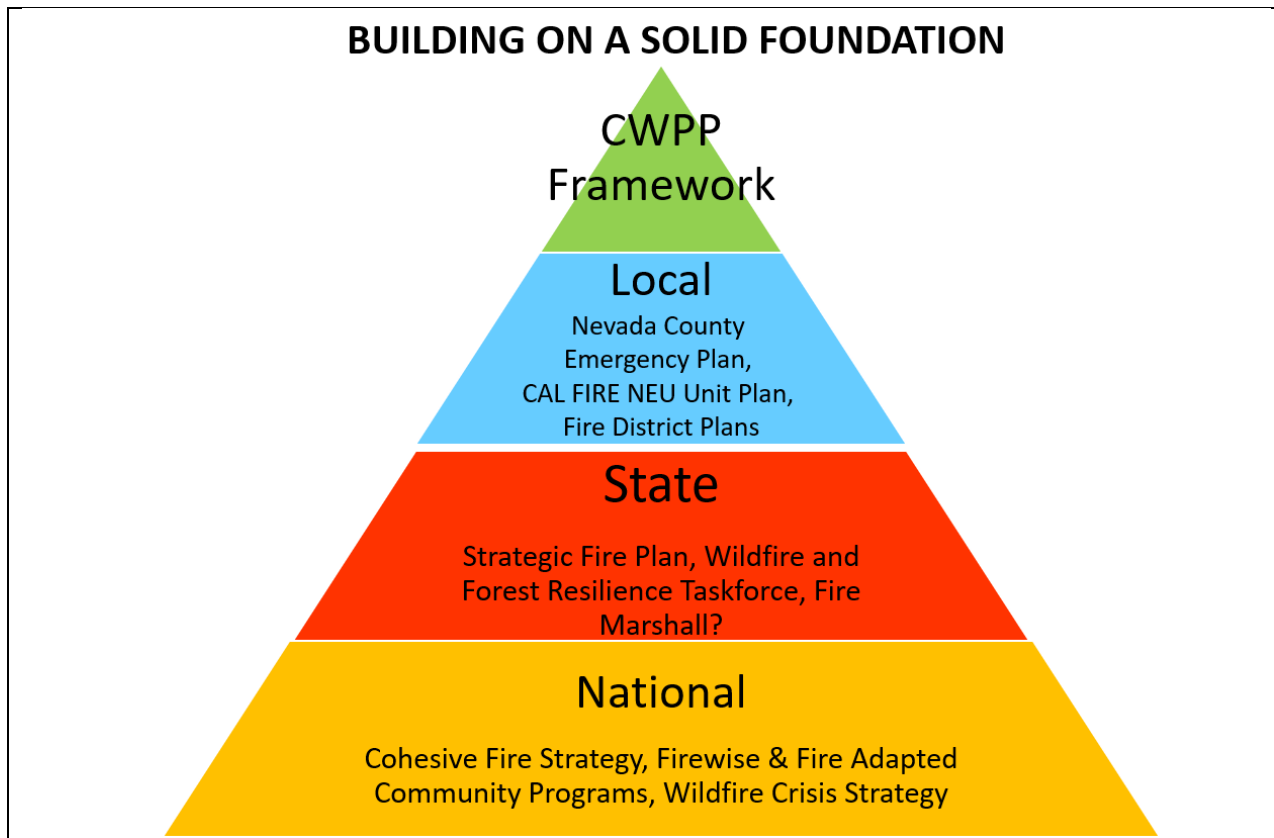 BUILDING ON A SOLID FOUNDATION
CWPP
Framework
Local
Nevada County
Emergency Plan,
CAL FIRE NEU Unit Plan,
Fire District Plans
State
Strategic Fire Plan, Wildfire and
Forest Resilience Taskforce, Fire
Marshall?
National
Cohesive Fire Strategy, Firewise & Fire Adapted
Community Programs, Wildfire Crisis Strategy